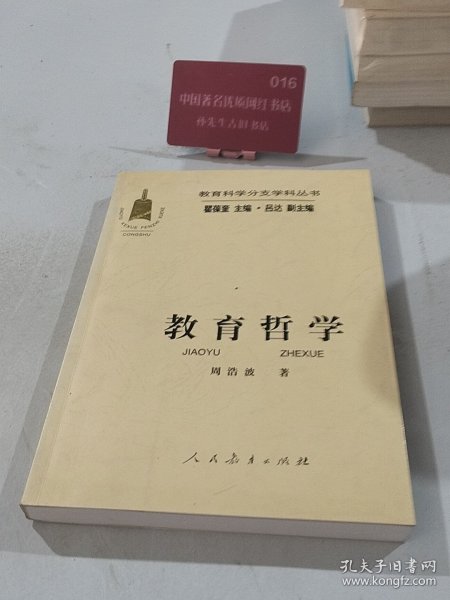 016
中国著名优质网红书店
孙先生古旧书店
教育科学分支学科丛书
瞿葆奎 主编·吕达 副主编
CONGSHU
教育哲学
JIAOYU ZHEXUE
周浩波 著
人民教育出版社
孔夫子旧书网
www.kongfz.com